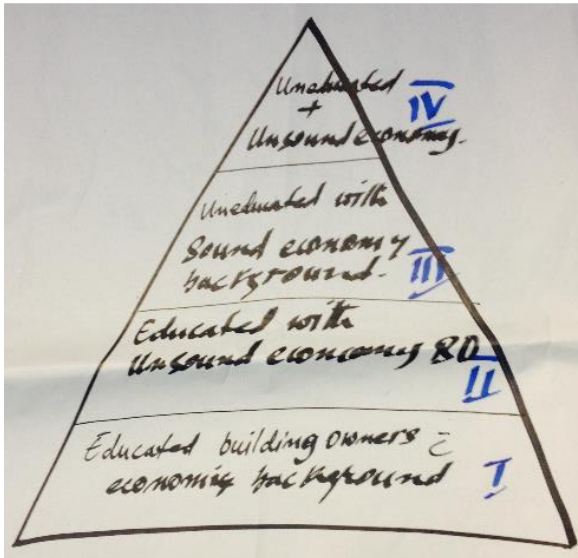 Uneducated
+
IV
Unsound economy.
Uneducated with
Sound economy
background.
III
Educated with
Unsound economy
II
Educated building owners
economic background
I